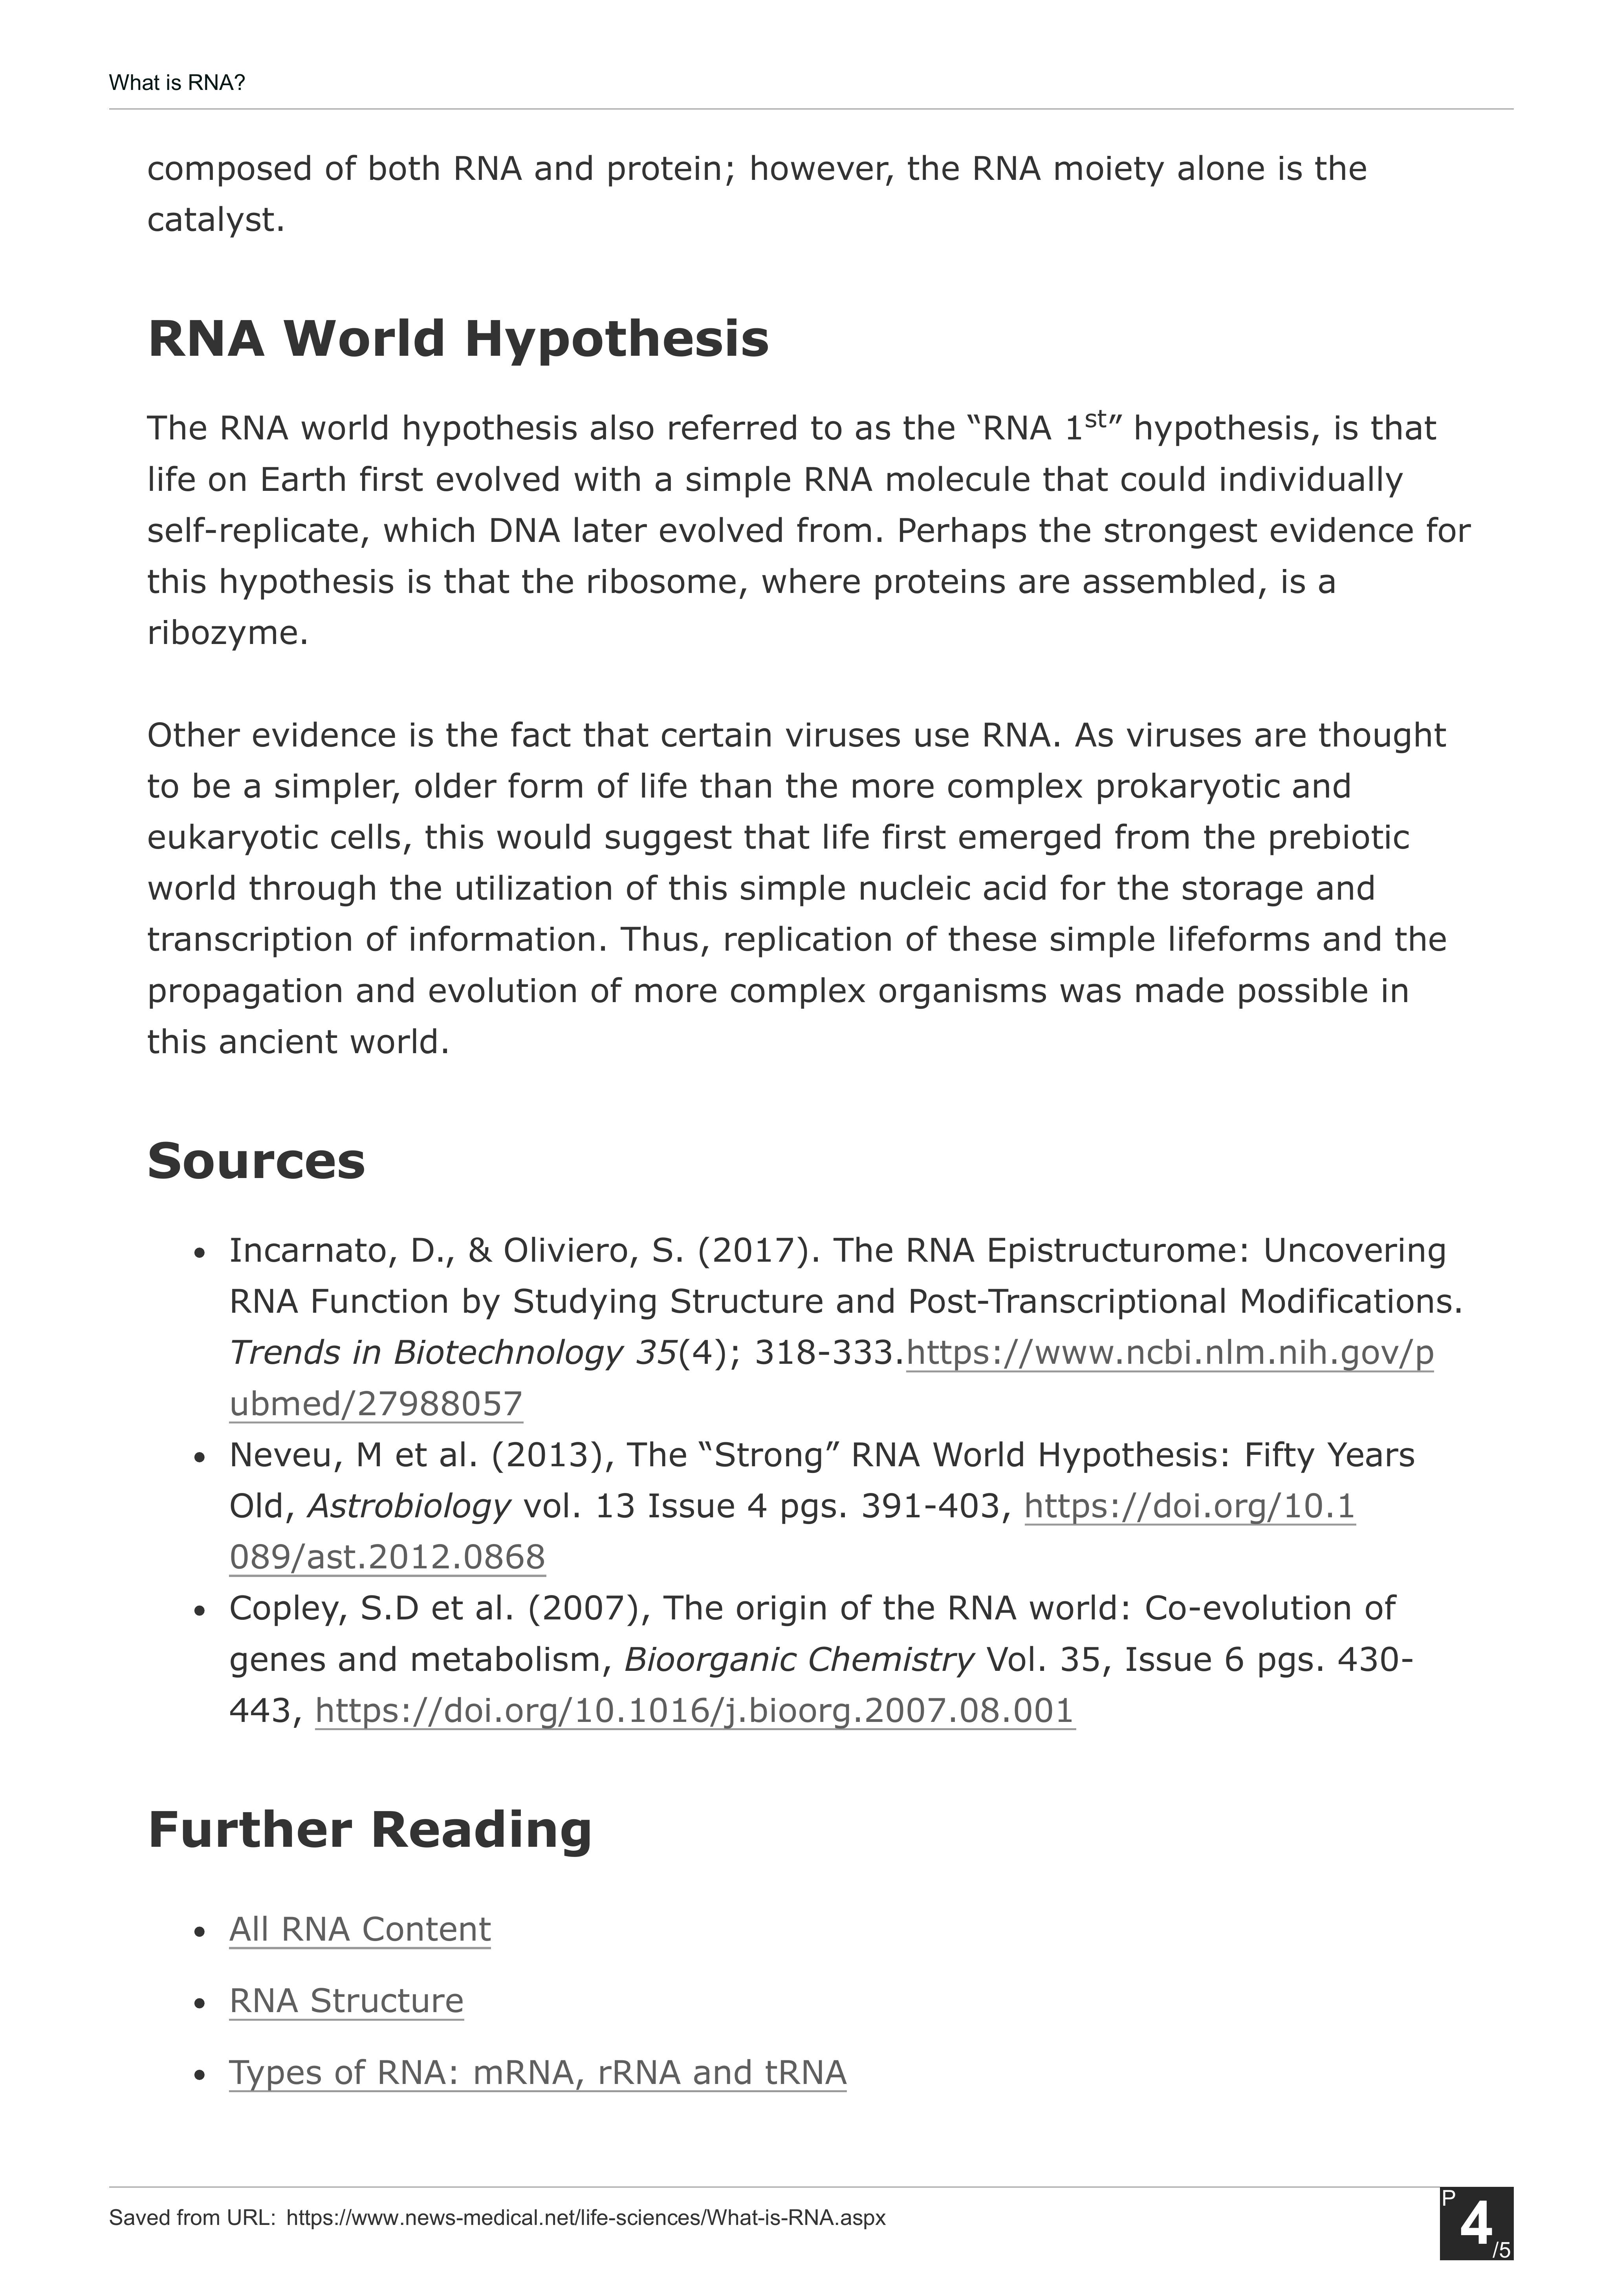 What is RNA?
composed of both RNA and protein; however, the RNA moiety alone is the
catalyst.
RNA World Hypothesis
The RNA world hypothesis also referred to as the “RNA 1st” hypothesis, is that
life on Earth first evolved with a simple RNA molecule that could individually
self-replicate, which DNA later evolved from. Perhaps the strongest evidence for
this hypothesis is that the ribosome, where proteins are assembled, is a
ribozyme.
Other evidence is the fact that certain viruses use RNA. As viruses are thought
to be a simpler, older form of life than the more complex prokaryotic and
eukaryotic cells, this would suggest that life first emerged from the prebiotic
world through the utilization of this simple nucleic acid for the storage and
transcription of information. Thus, replication of these simple lifeforms and the
propagation and evolution of more complex organisms was made possible in
this ancient world.
Sources
• Incarnato, D., & Oliviero, S. (2017). The RNA Epistructurome: Uncovering
RNA Function by Studying Structure and Post-Transcriptional Modifications.
Trends in Biotechnology 35(4); 318-333.https://www.ncbi.nlm.nih.gov/p
ubmed/27988057
• Neveu, M et al. (2013), The “Strong” RNA World Hypothesis: Fifty Years
Old, Astrobiology vol. 13 Issue 4 pgs. 391-403, https://doi.org/10.1
089/ast.2012.0868
• Copley, S.D et al. (2007), The origin of the RNA world: Co-evolution of
genes and metabolism, Bioorganic Chemistry Vol. 35, Issue 6 pgs. 430-
443, https://doi.org/10.1016/j.bioorg.2007.08.001
Further Reading
• All RNA Content
• RNA Structure
• Types of RNA: mRNA, rRNA and tRNA
Saved from URL: https://www.news-medical.net/life-sciences/What-is-RNA.aspx
P 4 /5